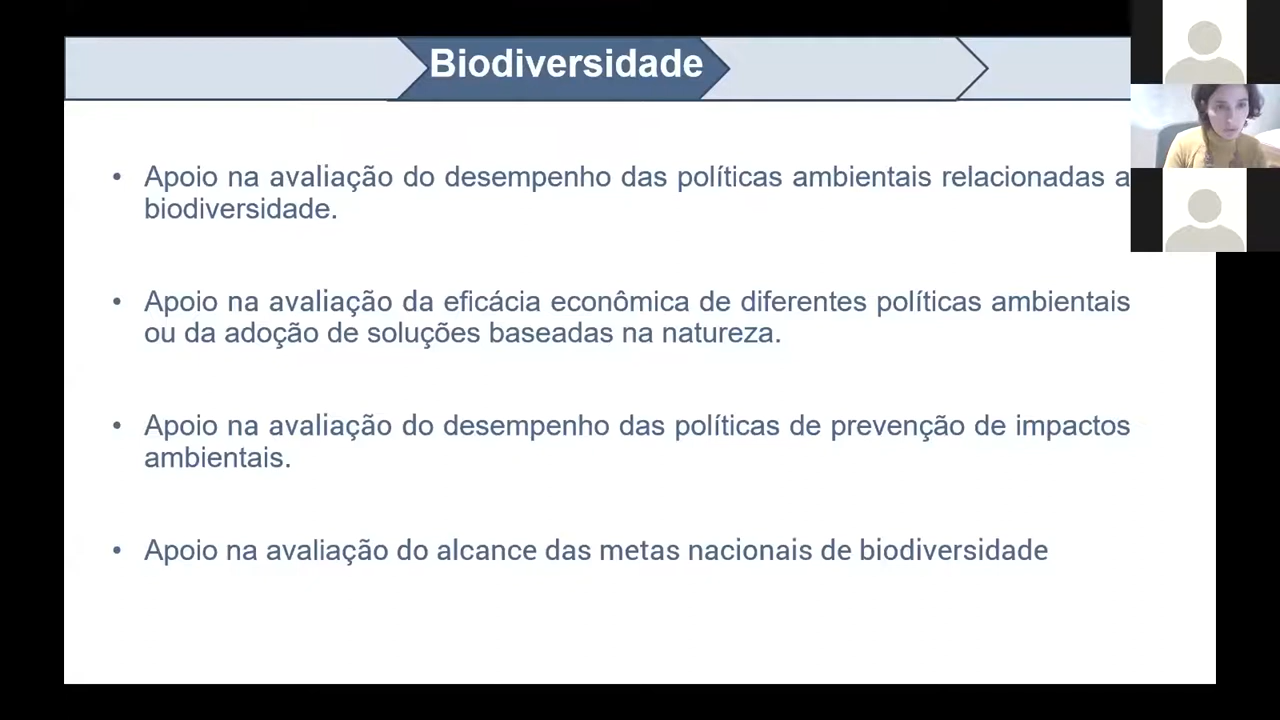 Biodiversidade
• Apoio na avaliação do desempenho das políticas ambientais relacionadas a
biodiversidade.
• Apoio na avaliação da eficácia econômica de diferentes políticas ambientais
ou da adoção de soluções baseadas na natureza.
• Apoio na avaliação do desempenho das políticas de prevenção de impactos
ambientais.
• Apoio na avaliação do alcance das metas nacionais de biodiversidade